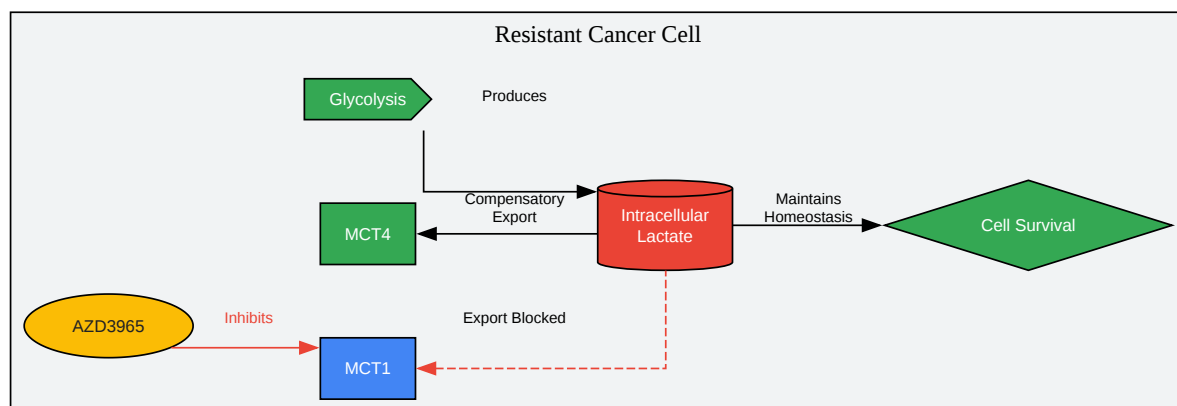 Resistant Cancer Cell
Glycolysis
Produces
Compensatory
Export
MCT4
Intracellular
Lactate
Maintains
Homeostasis
Cell Survival
AZD3965
Inhibits
Export Blocked
MCT1